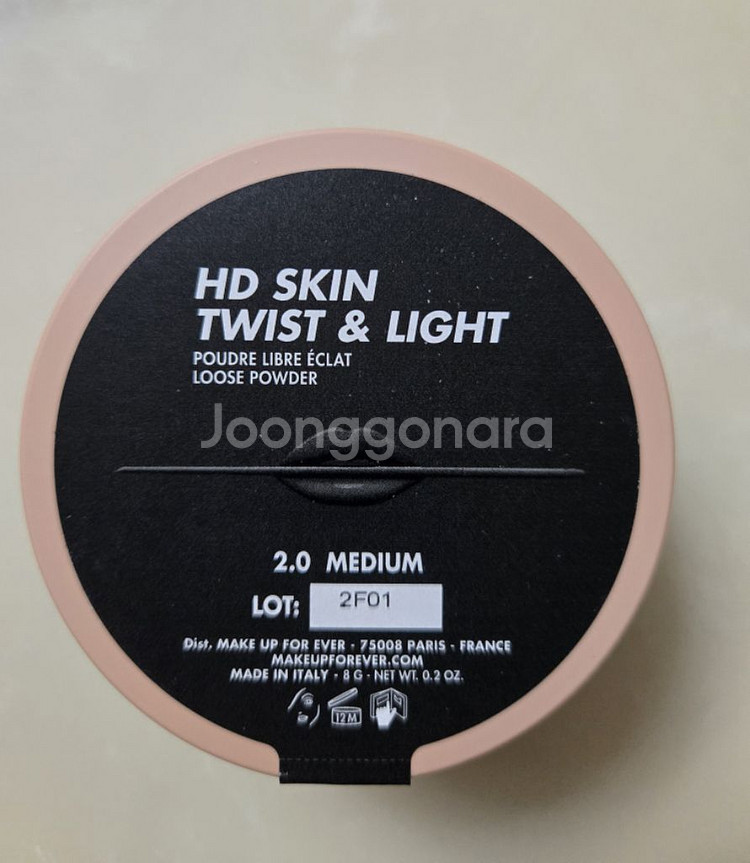 HD SKIN
TWIST & LIGHT
POUDRE LIBRE ÉCLAT
LOOSE POWDER
Joonggonara
2.0 MEDIUM
LOT: 2F01
Dist. MAKE UP FOR EVER - 75008 PARIS - FRANCE
MAKEUPFOREVER.COM
MADE IN ITALY - 8 G - NET WT. 0.2 OZ.
12M